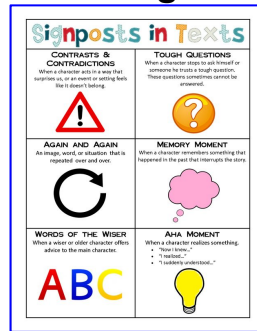 Signposts in Texts
CONTRASTS &
CONTRADICTIONS
When a character acts in a way that
surprises us, or an event or setting feels
like it doesn't belong.
TOUGH QUESTIONS
When a character stops to ask himself or
someone he trusts a tough question.
These questions sometimes cannot be
answered.
AGAIN AND AGAIN
An image, word, or situation that is
repeated over and over.
MEMORY MOMENT
When a character remembers something that
happened in the past that interrupts the story.
WORDS OF THE WISER
When a wiser or older character offers
advice to the main character.
ABC
AHA MOMENT
When a character realizes something.
• "Now I know..."
• "I realized..."
• "I suddenly understood..."